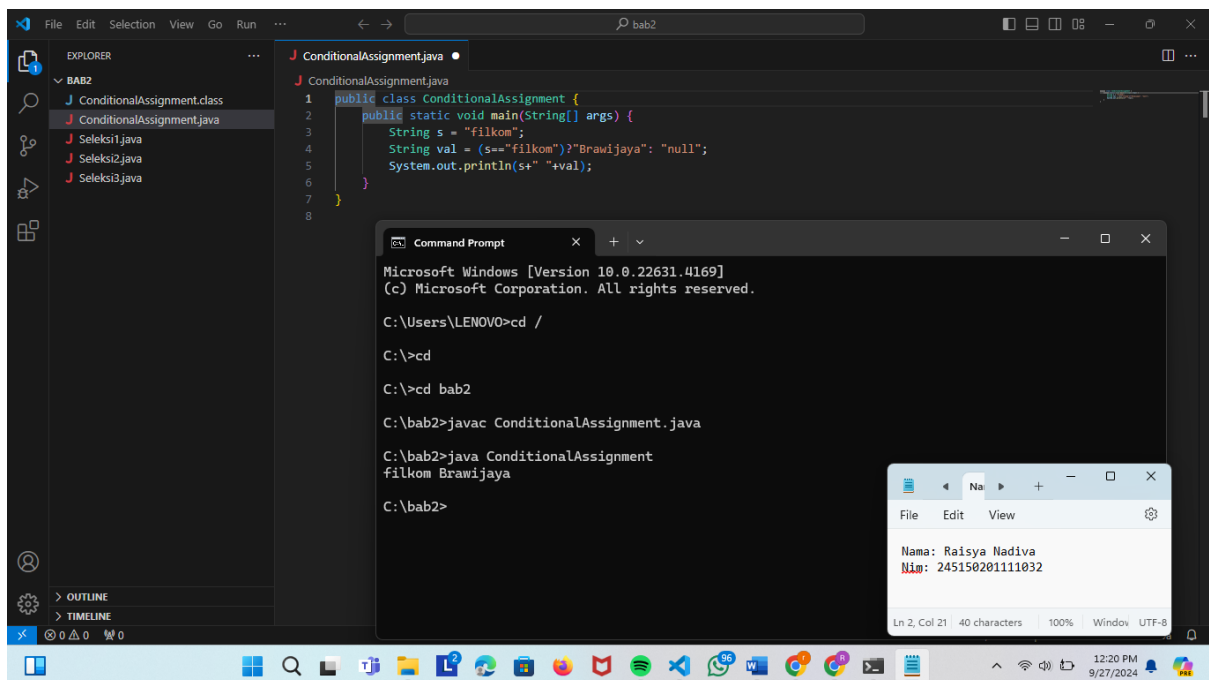 File Edit Selection View Go Run ···
bab2
EXPLORER
BAB2
J ConditionalAssignment.class
J ConditionalAssignment.java
J Seleksi1.java
J Seleksi2.java
J Seleksi3.java
OUTLINE
TIMELINE
J ConditionalAssignment.java
J ConditionalAssignment.java
1 public class ConditionalAssignment {
2 public static void main(String[] args) {
3 String s = "filkom";
4 String val = (s=="filkom")?"Brawijaya": "null";
5 System.out.println(s+" "+val);
6 }
7 }
8
Command Prompt
Microsoft Windows [Version 10.0.22631.4169]
(c) Microsoft Corporation. All rights reserved.
C:\Users\LENOVO>cd /
C:\>cd
C:\>cd bab2
C:\bab2>javac ConditionalAssignment.java
C:\bab2>java ConditionalAssignment
filkom Brawijaya
C:\bab2>
Na
File Edit View
Nama: Raisya Nadiva
Nim: 245150201111032
Ln 2, Col 21 40 characters 100% Window UTF-8
0 0 0
96
12:20 PM
9/27/2024
PRE